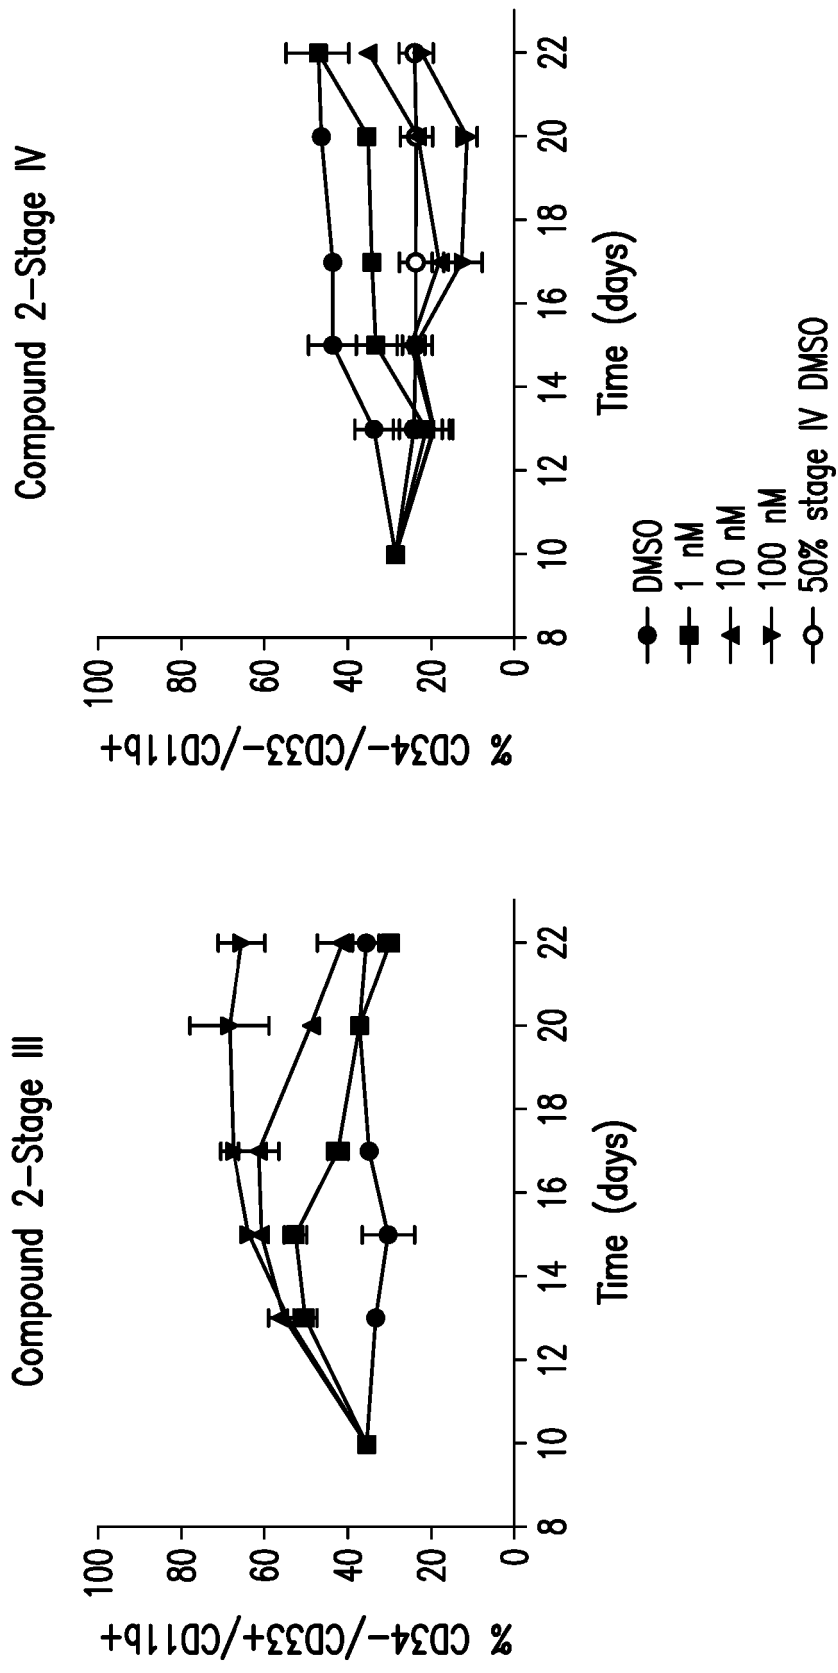 Compound 2-Stage III
% CD34-/CD33+/CD11b+
100
80
60
40
20
0
8
10
12
14
16
18
20
22
Time (days)
Compound 2-Stage IV
% CD34-/CD33-/CD11b+
100
80
60
40
20
0
8
10
12
14
16
18
20
22
Time (days)
DMSO
1 nM
10 nM
100 nM
50% stage IV DMSO